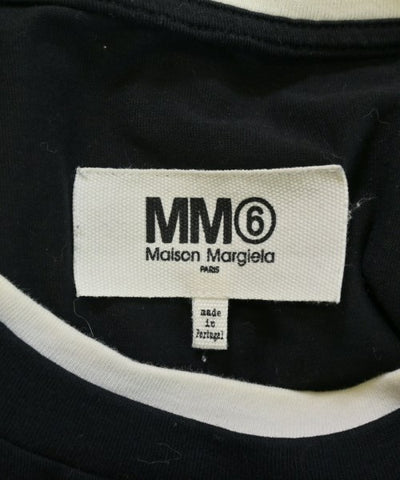 MM⑥
Maison Margiela
PARIS
made
in
Portugal